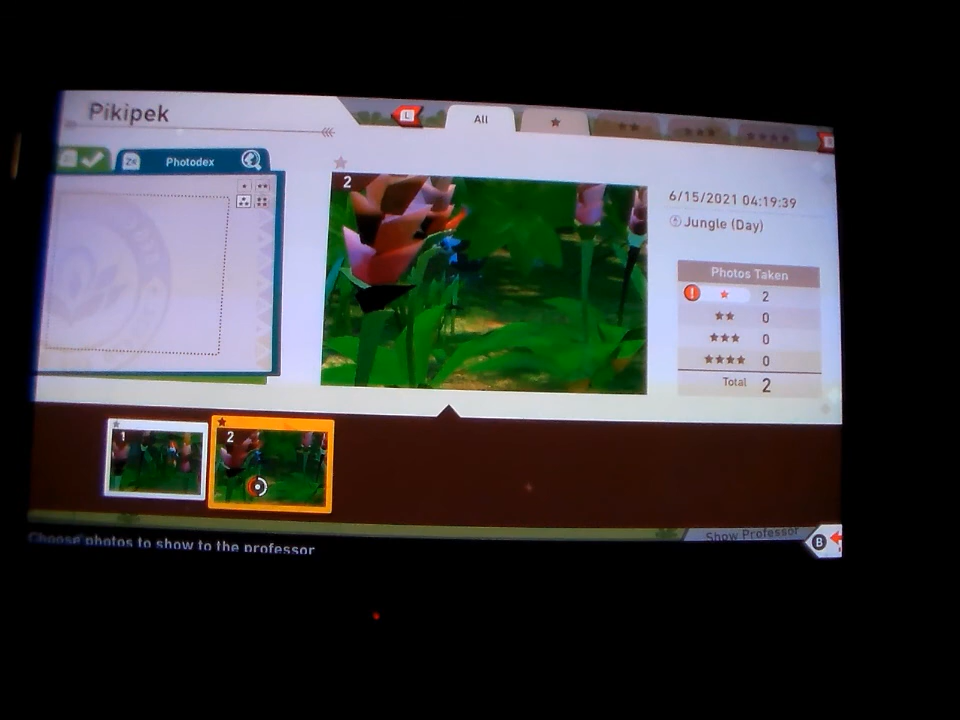 Pikipek
L
All
Photodex
2
6/15/2021 04:19:39
Jungle (Day)
Photos Taken
2
0
0
0
Total 2
1
2
Choose photos to show to the professor
Show Professor
B